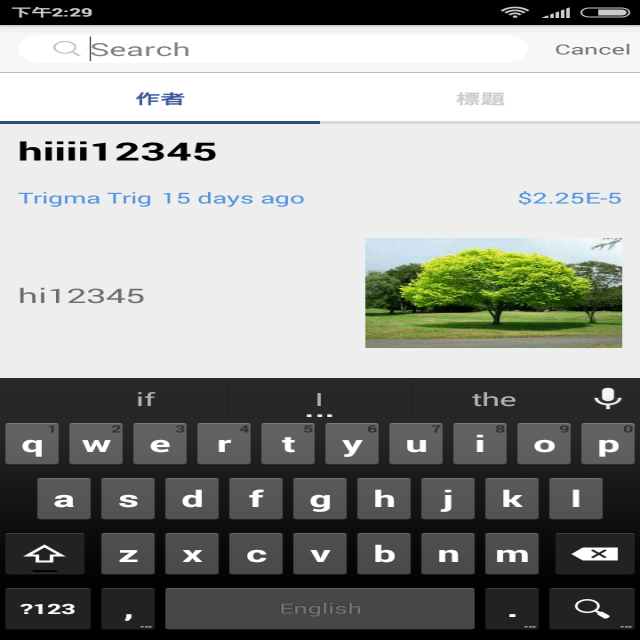 下午2:29
Search
Cancel
作者 標題
hiiii12345
Trigma Trig 15 days ago $2.25E-5
hi12345
if I the
1 2 3 4 5 6 7 8 9 0
q w e r t y u i o p
a s d f g h j k l
z x c v b n m
?123 , English .